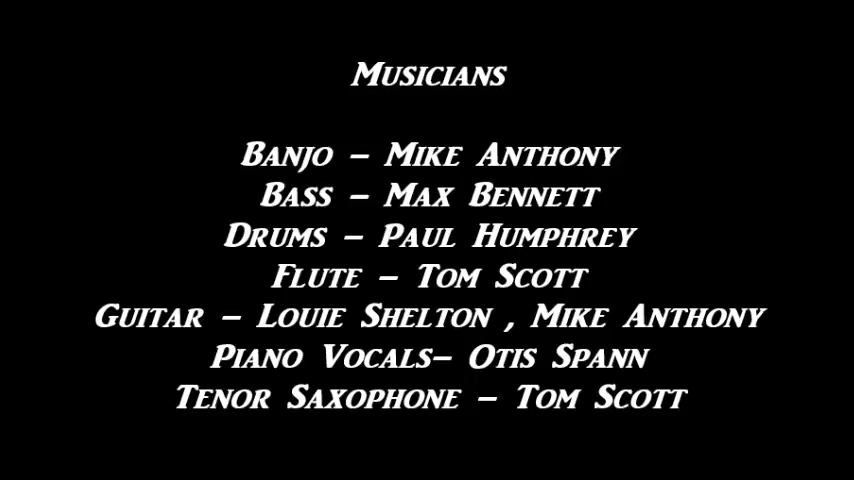 Musicians
Banjo – Mike Anthony
Bass – Max Bennett
Drums – Paul Humphrey
Flute – Tom Scott
Guitar – Louie Shelton , Mike Anthony
Piano Vocals– Otis Spann
Tenor Saxophone – Tom Scott